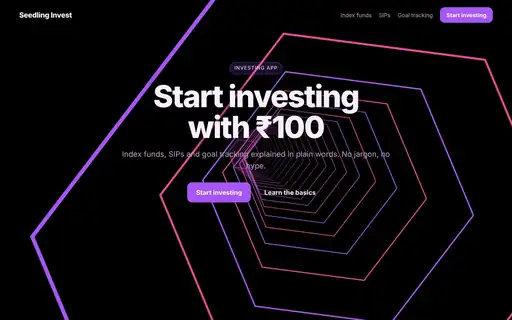 Seedling Invest
Index funds SIPs Goal tracking Start investing
INVESTING APP
Start investing
with ₹100
Index funds, SIPs and goal tracking explained in plain words. No jargon, no
hype.
Start investing Learn the basics